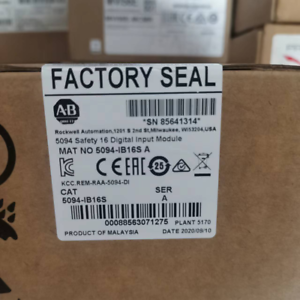 FACTORY SEAL
AB
"SN 85641314"
Rockwell Automation,1201 S 2nd St,Milwaukee, WI53204,USA
5094 Safety 16 Digital Input Module
MAT NO 5094-IB16S A
25
KCC.REM-RAA-5094-DI
CAT
5094-IB16S
SER
A
00088563071275
PLANT 5170
PRODUCT OF MALAYSIA
DATE 2020/09/10